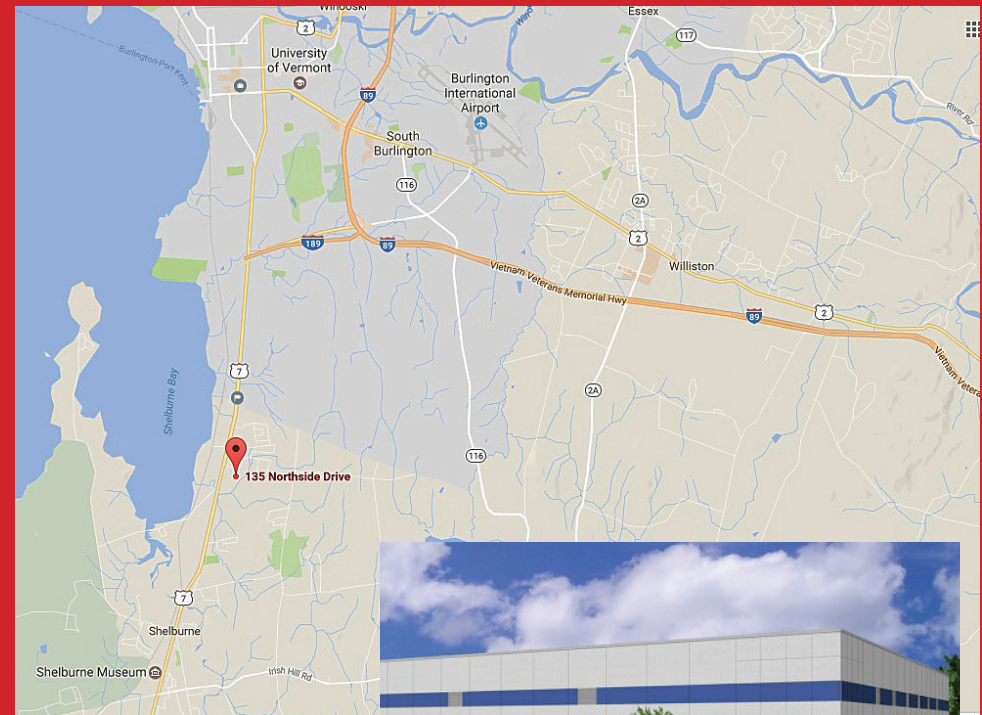 Winooski
Essex
2
117
University
of Vermont
Burlington-Port Kent
89
Burlington
International
Airport
River Rd
South
Burlington
116
2A
2
189
89
Williston
Vietnam Veterans Memorial Hwy
89
2
7
Shelburne Bay
2A
116
135 Northside Drive
7
Shelburne
Shelburne Museum
Irish Hill Rd